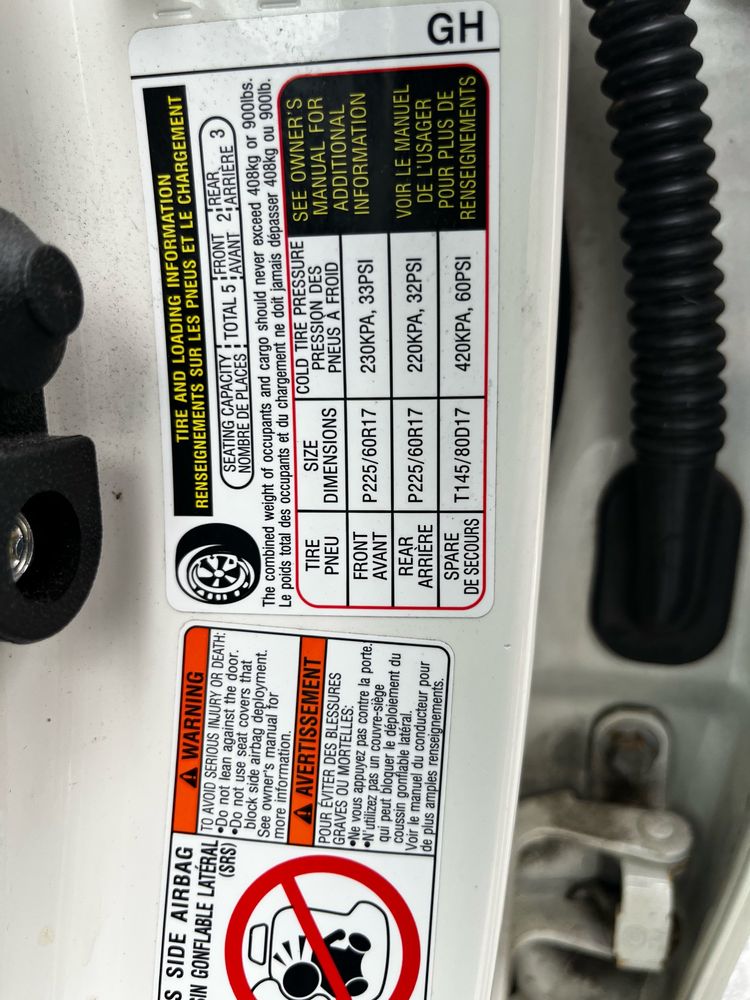 GH
TIRE AND LOADING INFORMATION
RENSEIGNEMENTS SUR LES PNEUS ET LE CHARGEMENT
SEATING CAPACITY TOTAL 5 FRONT 2 REAR 3
NOMBRE DE PLACES AVANT ARRIÈRE
The combined weight of occupants and cargo should never exceed 408kg or 900lbs.
Le poids total des occupants et du chargement ne doit jamais dépasser 408kg ou 900lb.
TIRE SIZE COLD TIRE PRESSURE
PNEU DIMENSIONS PRESSION DES
PNEUS À FROID
FRONT P225/60R17 230KPA, 33PSI
AVANT
REAR P225/60R17 220KPA, 32PSI
ARRIÈRE
SPARE T145/80D17 420KPA, 60PSI
DE SECOURS
SEE OWNER'S
MANUAL FOR
ADDITIONAL
INFORMATION
VOIR LE MANUEL
DE L'USAGER
POUR PLUS DE
RENSEIGNEMENTS
S SIDE AIRBAG
IN GONFLABLE LATÉRAL
(SRS)
WARNING
TO AVOID SERIOUS INJURY OR DEATH:
•Do not lean against the door.
•Do not use seat covers that
block side airbag deployment.
See owner's manual for
more information.
AVERTISSEMENT
POUR ÉVITER DES BLESSURES
GRAVES OU MORTELLES:
•Ne vous appuyez pas contre la porte.
•N'utilizez pas un couvre-siége
qui peut bloquer le déploiement du
coussin gonflable latéral.
Voir le manuel du conducteur pour
de plus amples renseignements.